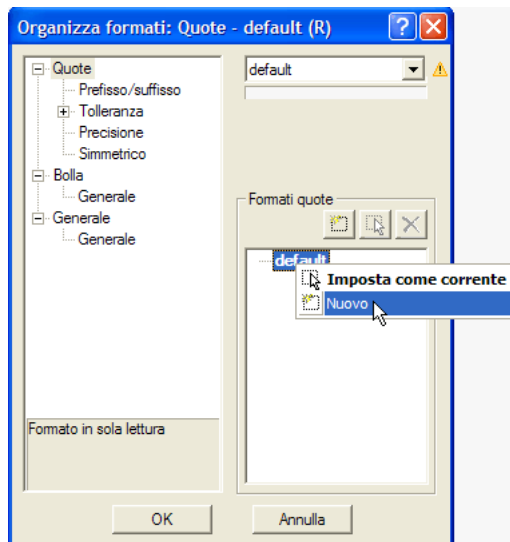 Organizza formati: Quote - default (R)
Quote
Prefisso/suffisso
Tolleranza
Precisione
Simmetrico
Bolla
Generale
Generale
Generale
Formato in sola lettura
default
Formati quote
default
Imposta come corrente
Nuovo
OK
Annulla